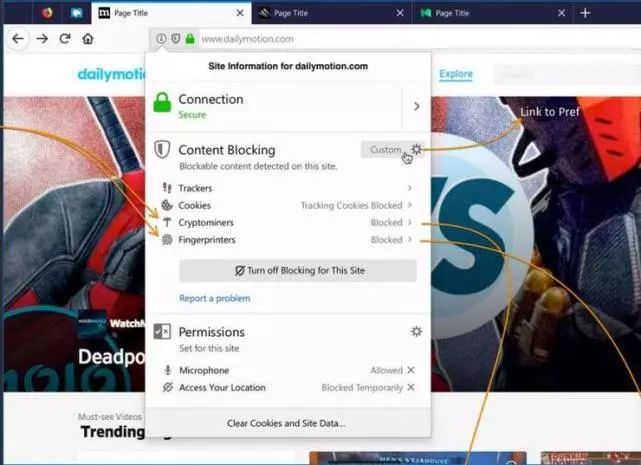 Page Title
Page Title
Page Title
www.dailymotion.com
Site Information for dailymotion.com
dailymotio
Explore
Connection
Secure
Link to Pref
Content Blocking
Custom
Blockable content detected on this site.
Trackers
Cookies
Tracking Cookies Blocked
Cryptominers
Blocked
Fingerprinters
Blocked
Turn off Blocking for This Site
Report a problem
WatchM
Permissions
Set for this site
Deadpo
Microphone
Allowed
Access Your Location
Blocked Temporarily
Must-see Videos
Clear Cookies and Site Data...
Trending
MEN'S WEARHOUSE